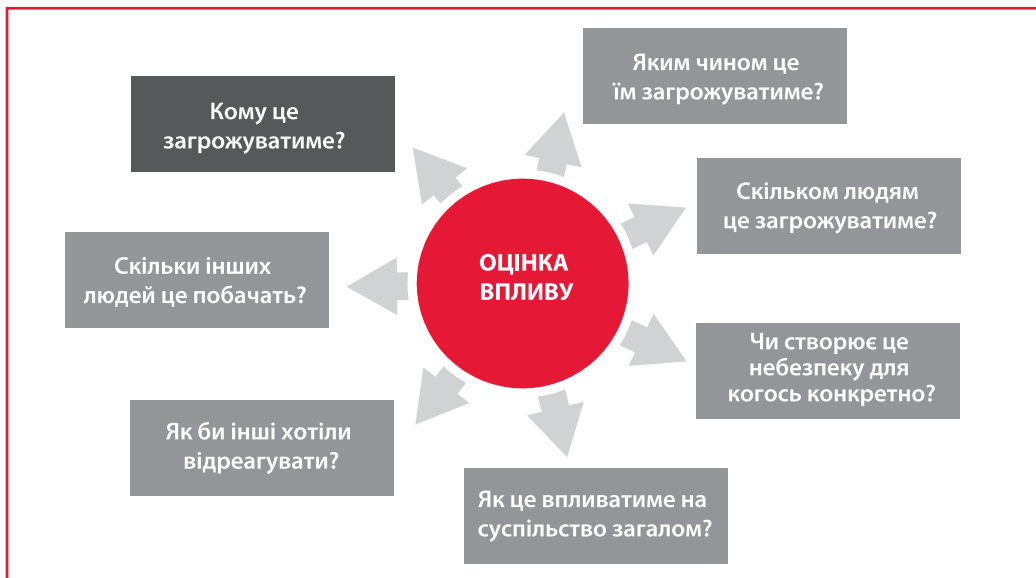 Кому це
загрожуватиме?
Яким чином це
їм загрожуватиме?
Скільком людям
це загрожуватиме?
Чи створює це
небезпеку для
когось конкретно?
Як це впливатиме на
суспільство загалом?
Як би інші хотіли
відреагувати?
Скільки інших
людей це побачать?
ОЦІНКА
ВПЛИВУ